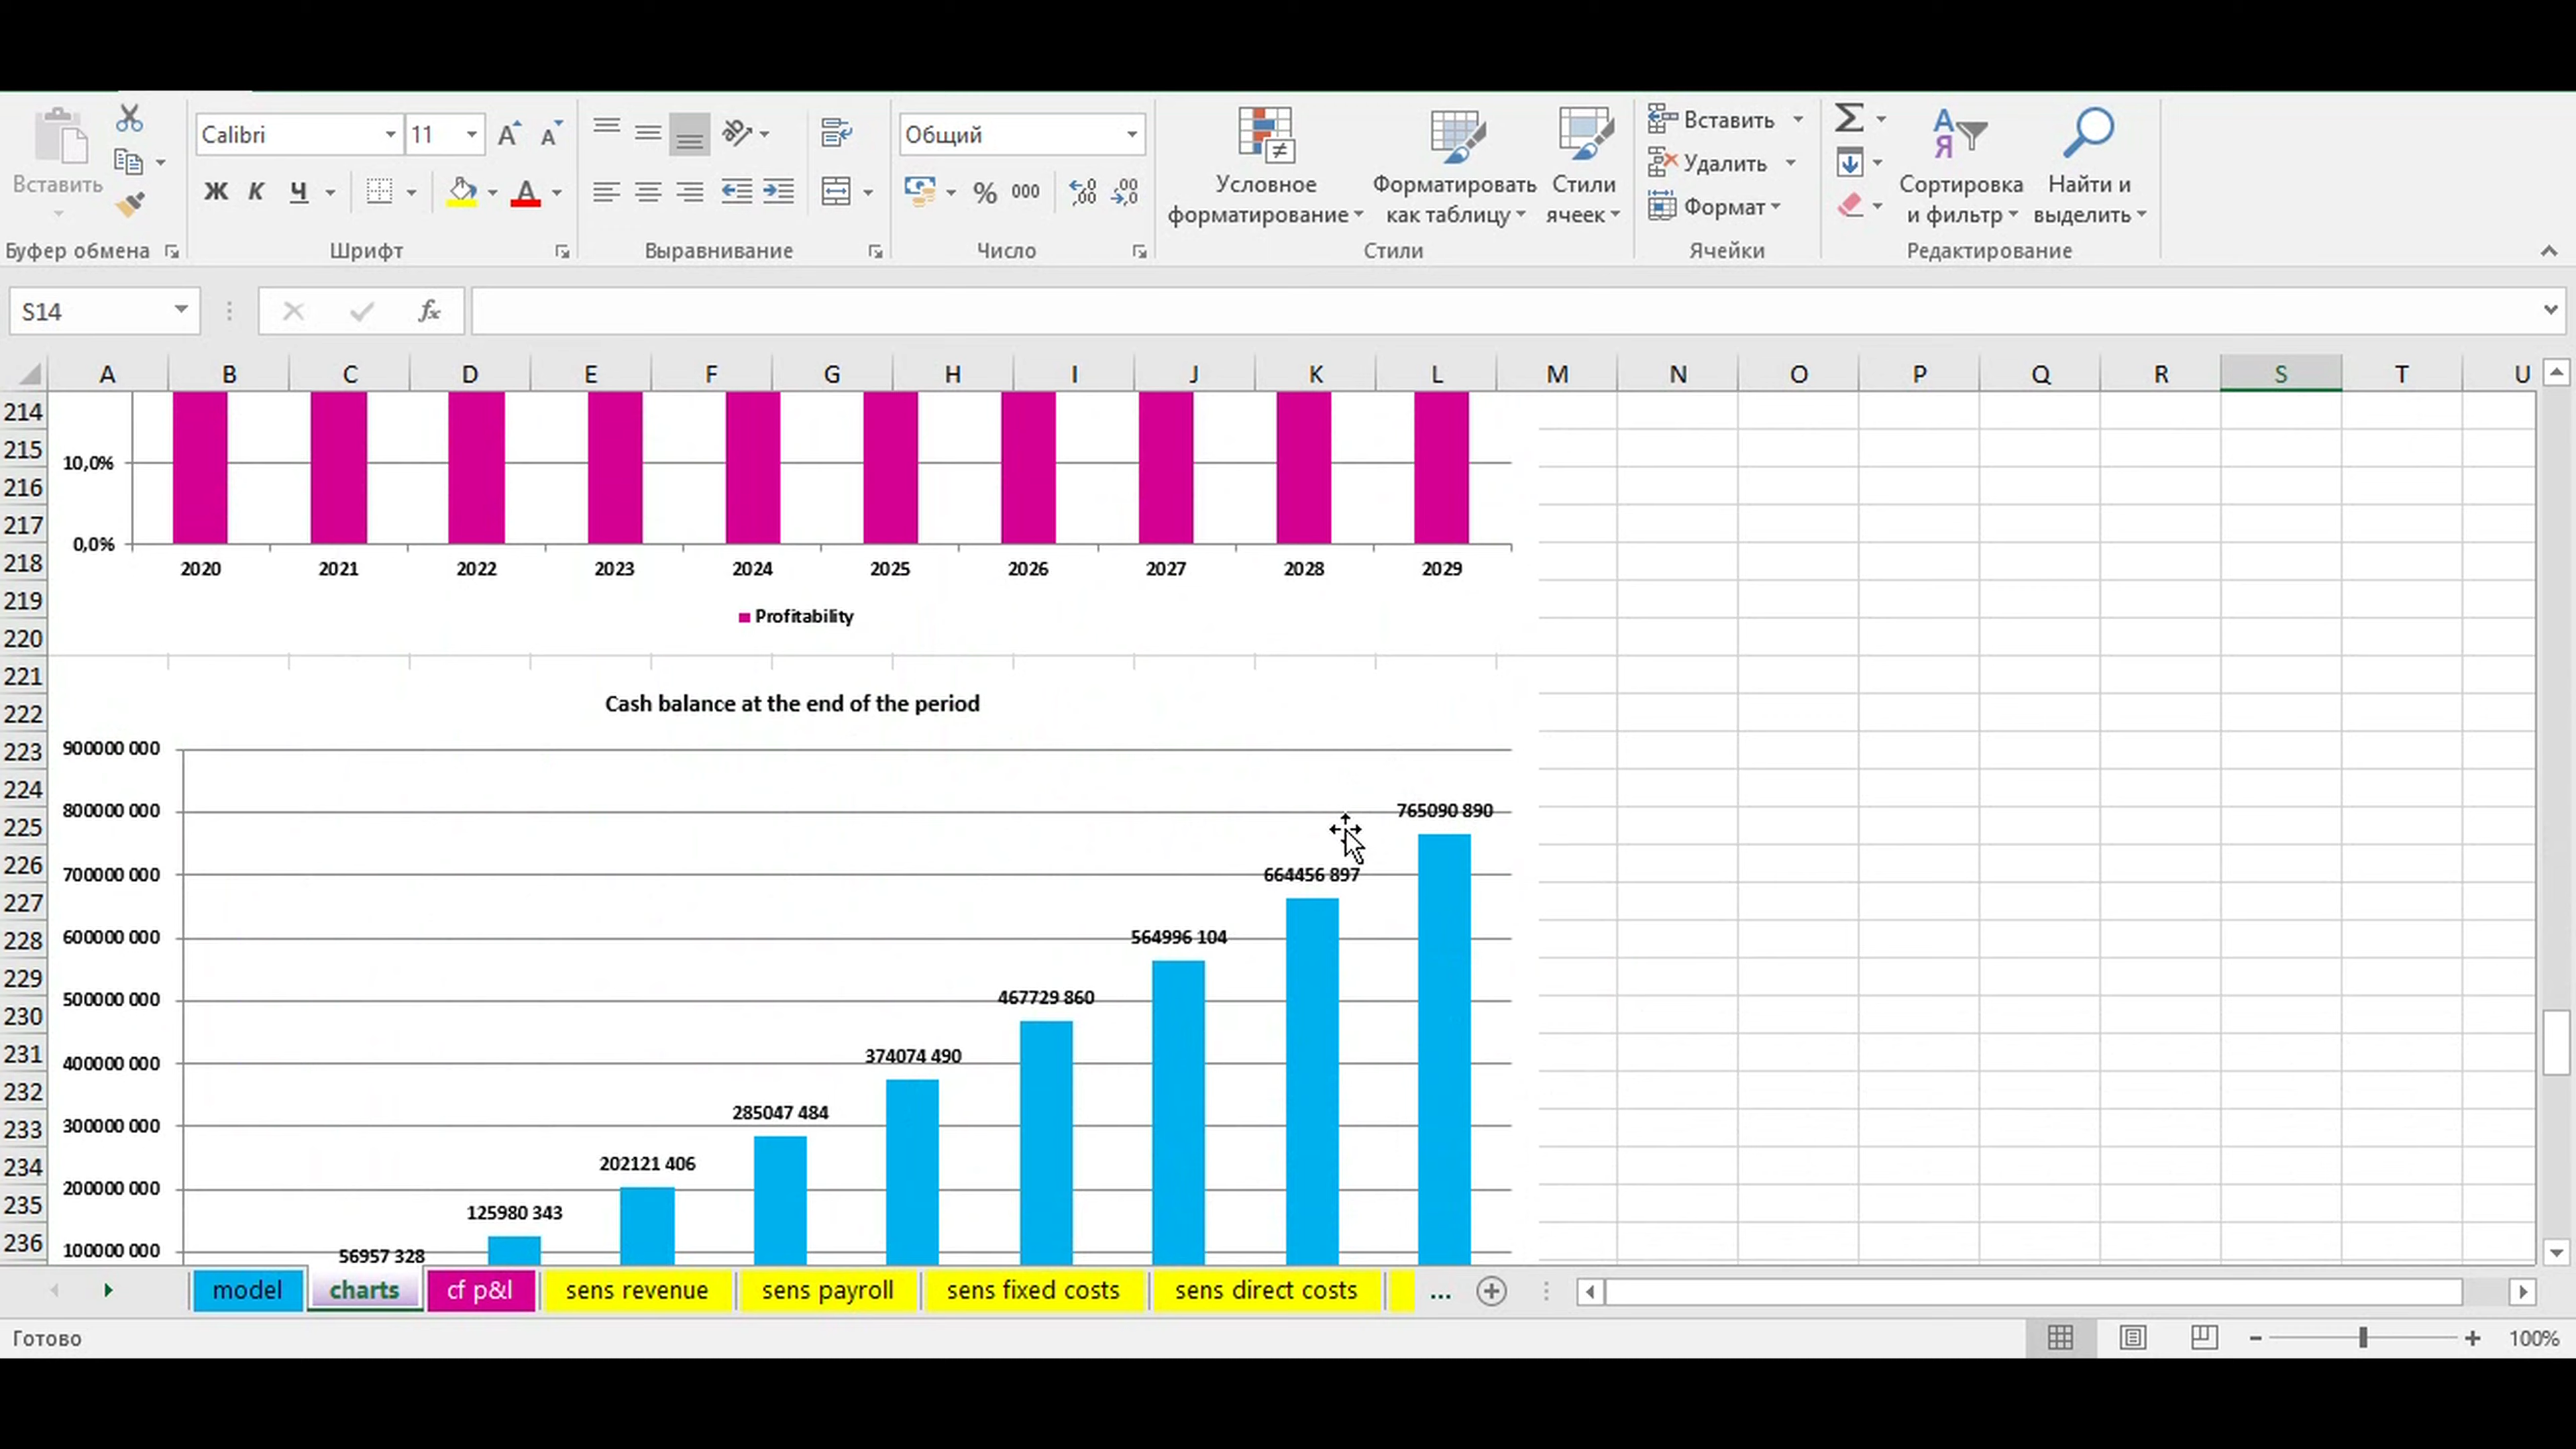 Вставить
Буфер обмена
Calibri 11
Ж К Ч А
Шрифт
Выравнивание
Общий
% 000 ,00 ,00
Число
Условное форматирование
Форматировать как таблицу
Стили ячеек
Стили
Вставить
Удалить
Формат
Ячейки
Сортировка и фильтр
Найти и выделить
Редактирование
S14 fx
A B C D E F G H I J K L M N O P Q R S T U
214
215
216
217
218
219
220
221
222
223
224
225
226
227
228
229
230
231
232
233
234
235
236
10,0%
0,0%
2020 2021 2022 2023 2024 2025 2026 2027 2028 2029
Profitability
Cash balance at the end of the period
900000 000
800000 000
700000 000
600000 000
500000 000
400000 000
300000 000
200000 000
100000 000
765090 890
664456 897
564996 104
467729 860
374074 490
285047 484
202121 406
125980 343
56957 328
model charts cf p&l sens revenue sens payroll sens fixed costs sens direct costs ...
Готово 100%